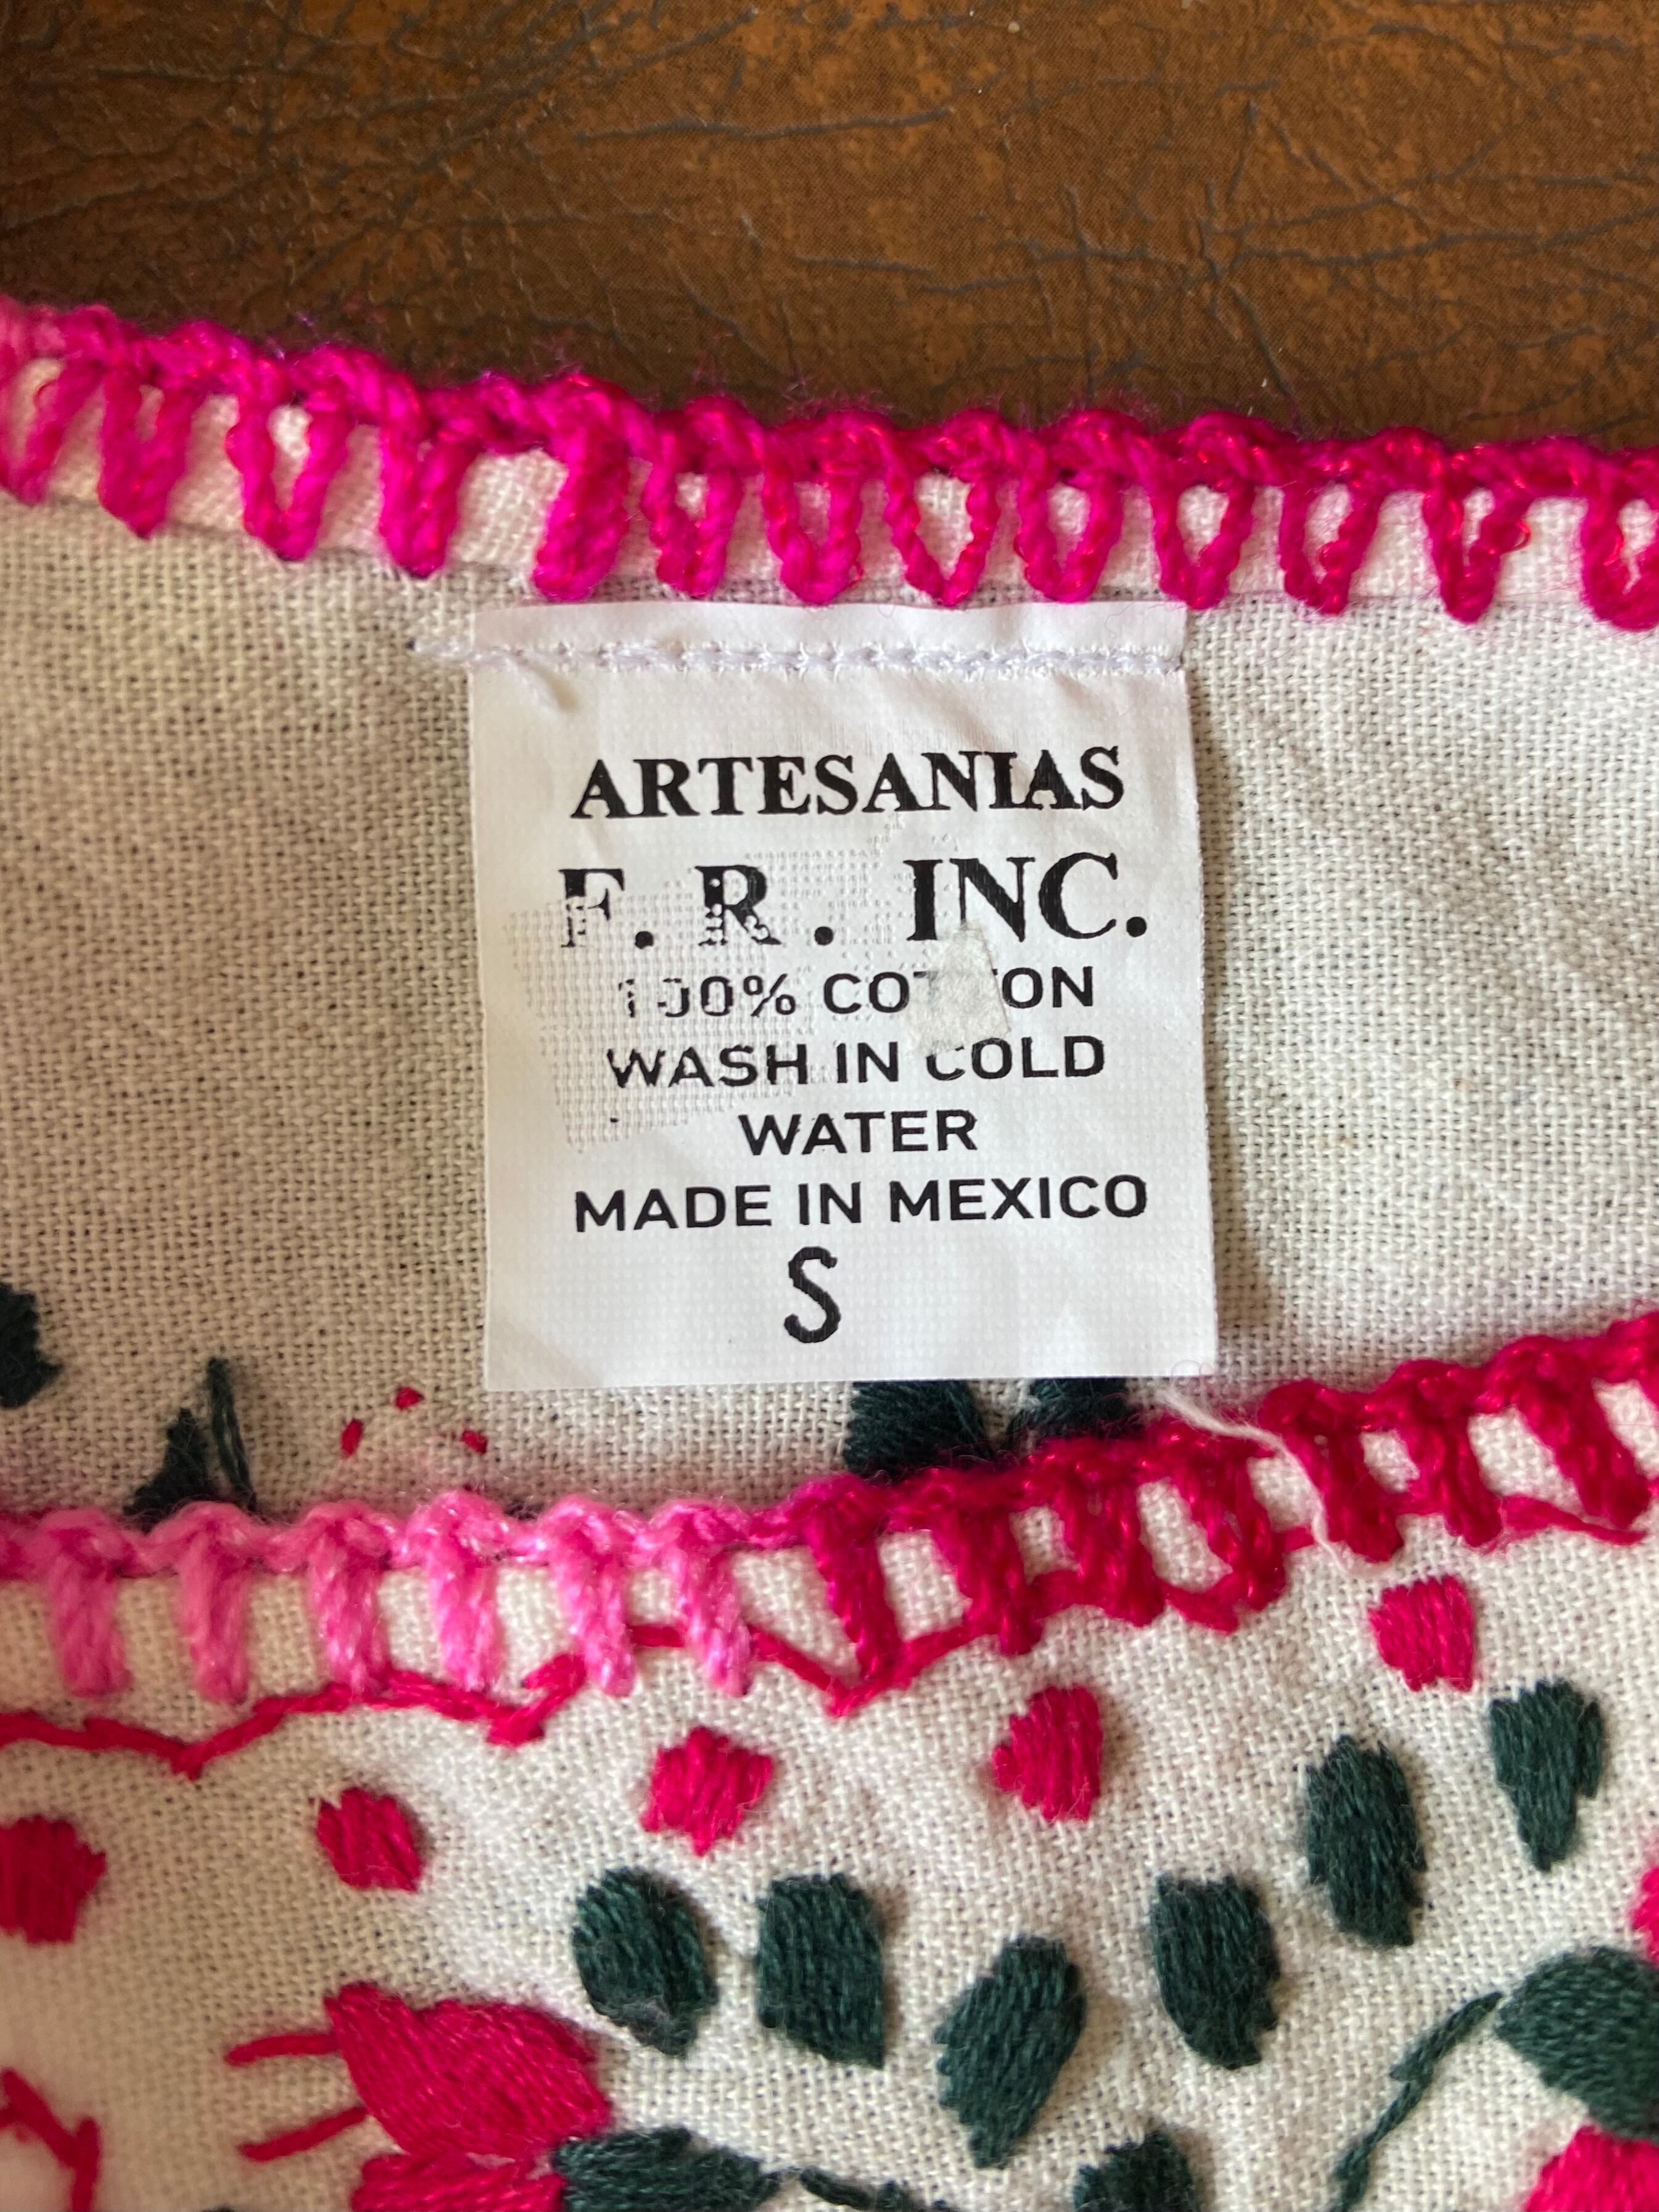 ARTESANIAS
F. R. INC.
100% COTTON
WASH IN COLD
WATER
MADE IN MEXICO
S